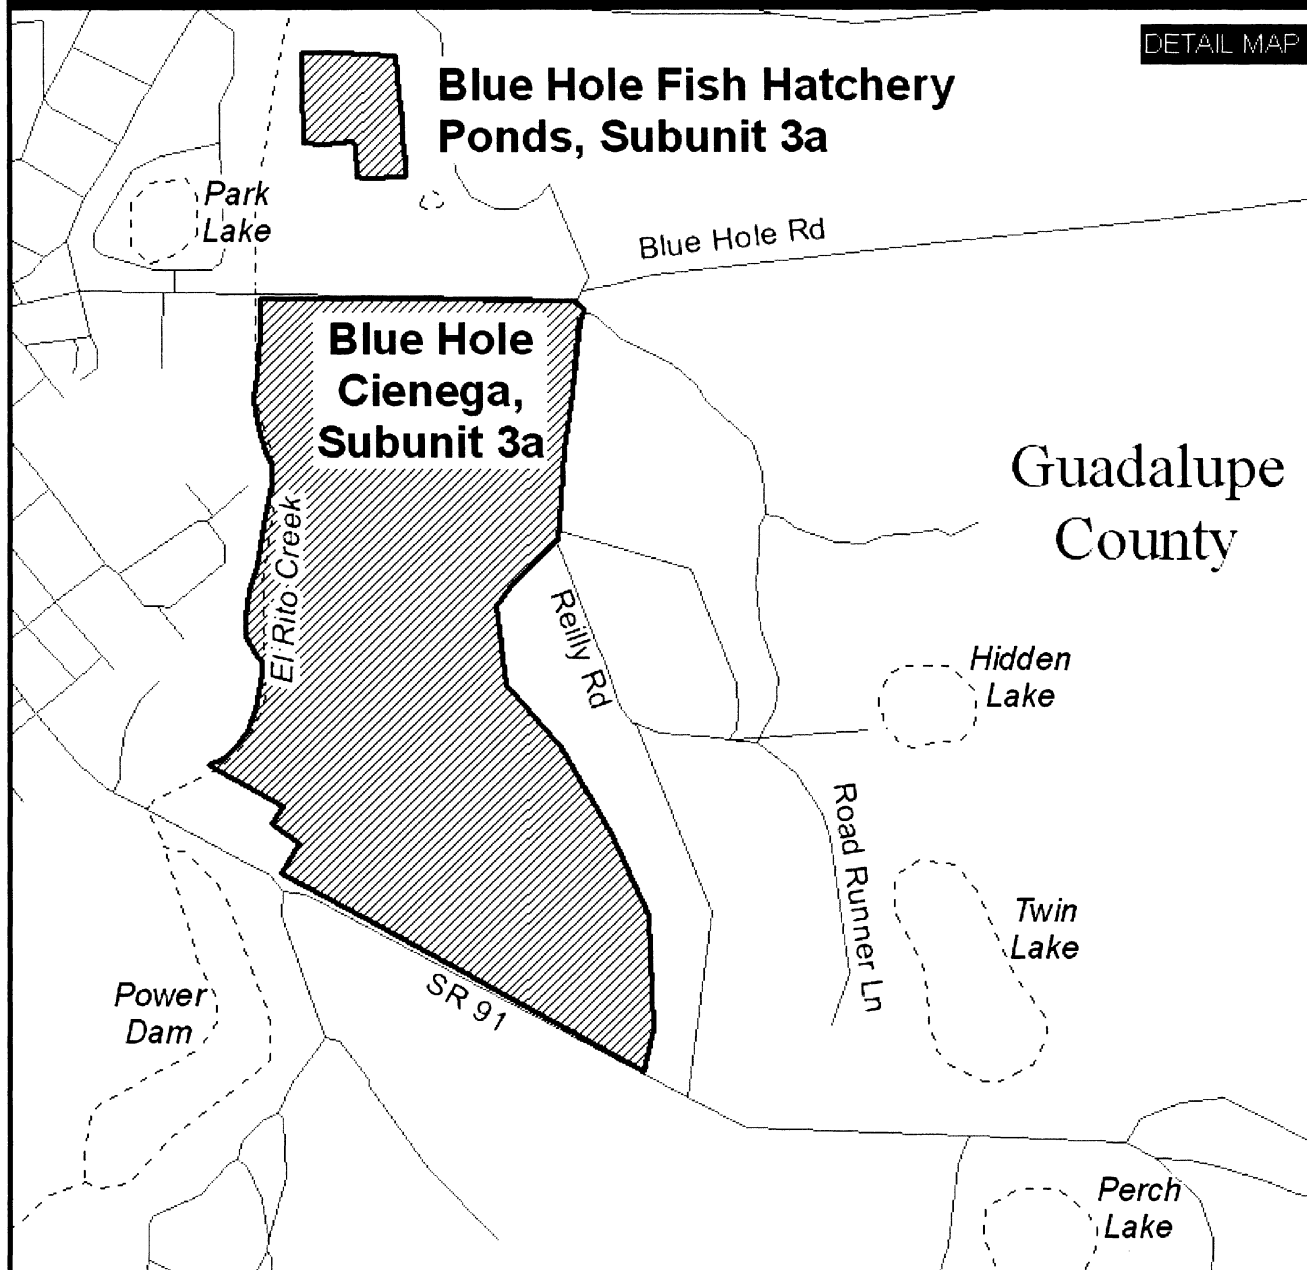 DETAIL MAP
Blue Hole Fish Hatchery
Ponds, Subunit 3a
Park
Lake
Blue Hole Rd
Blue Hole
Cienega,
Subunit 3a
Guadalupe
County
El Rito Creek
Reilly Rd
Hidden
Lake
Road Runner Ln
Twin
Lake
Power
Dam
SR 91
Perch
Lake